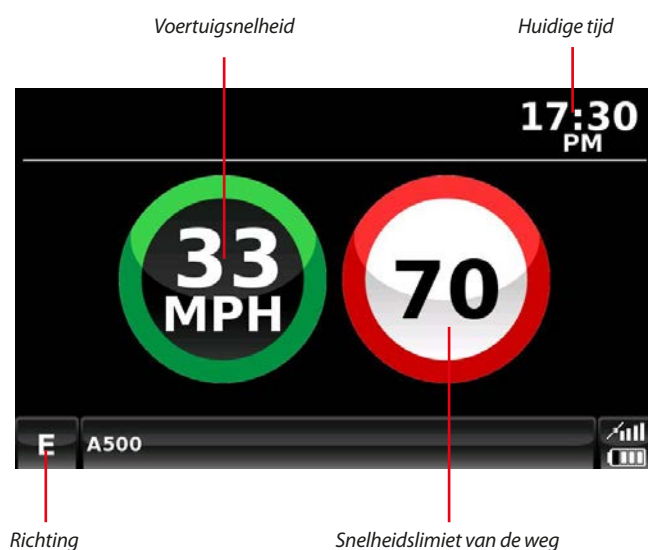 Voertuigsnelheid
Huidige tijd
17:30
PM
33
MPH
70
E
A500
Richting
Snelheidslimiet van de weg